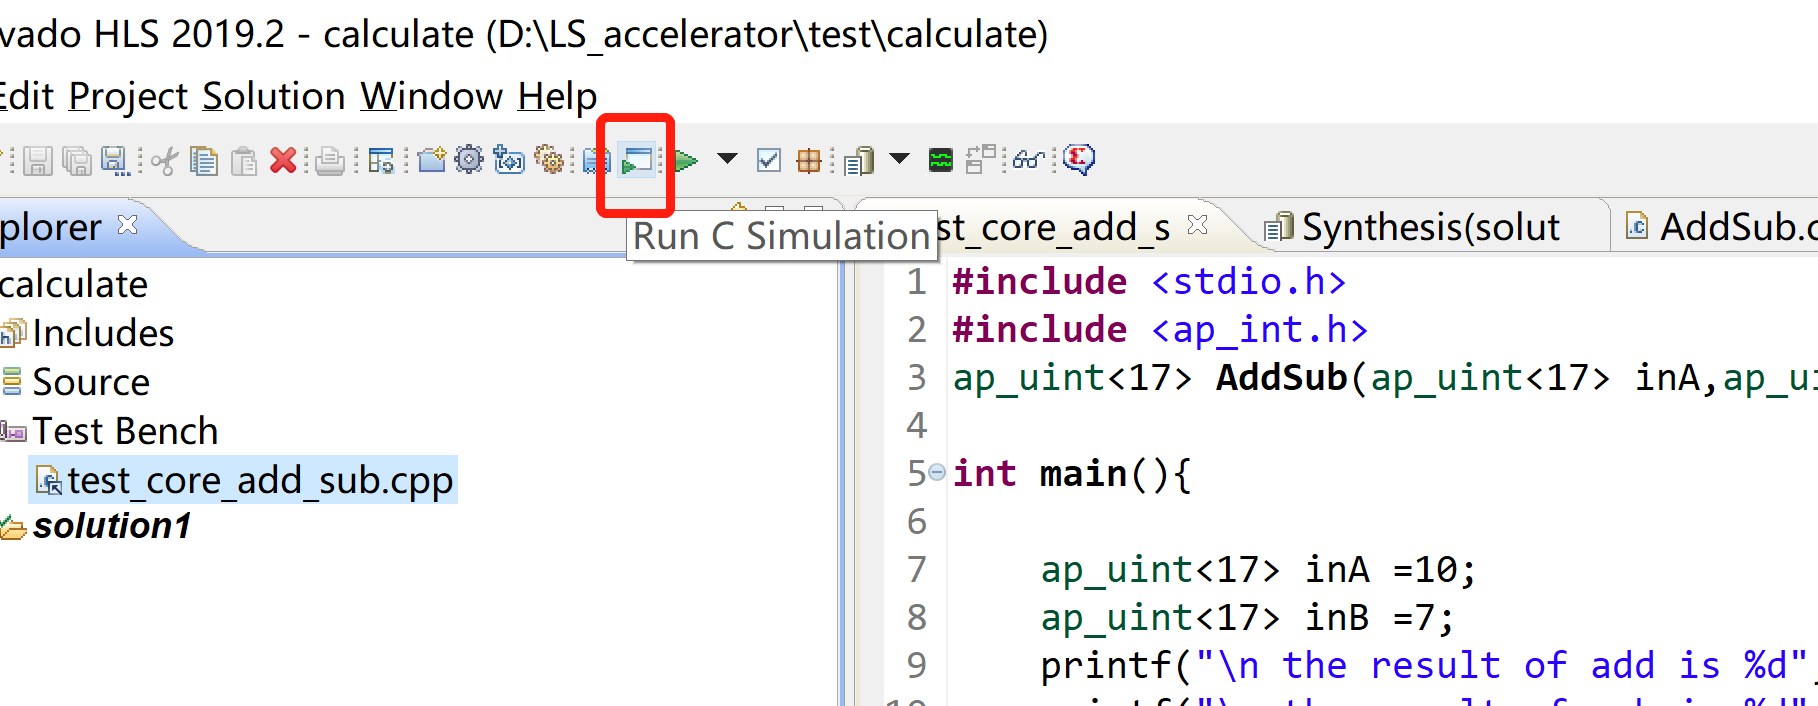 vado HLS 2019.2 - calculate (D:\LS_accelerator\test\calculate)
Edit Project Solution Window Help
Run C Simulation
plorer
st_core_add_s
Synthesis(solut
AddSub.c
calculate
Includes
Source
Test Bench
test_core_add_sub.cpp
solution1
1 #include <stdio.h>
2 #include <ap_int.h>
3 ap_uint<17> AddSub(ap_uint<17> inA,ap_ui
4
5 int main(){
6
7 ap_uint<17> inA =10;
8 ap_uint<17> inB =7;
9 printf("\n the result of add is %d"